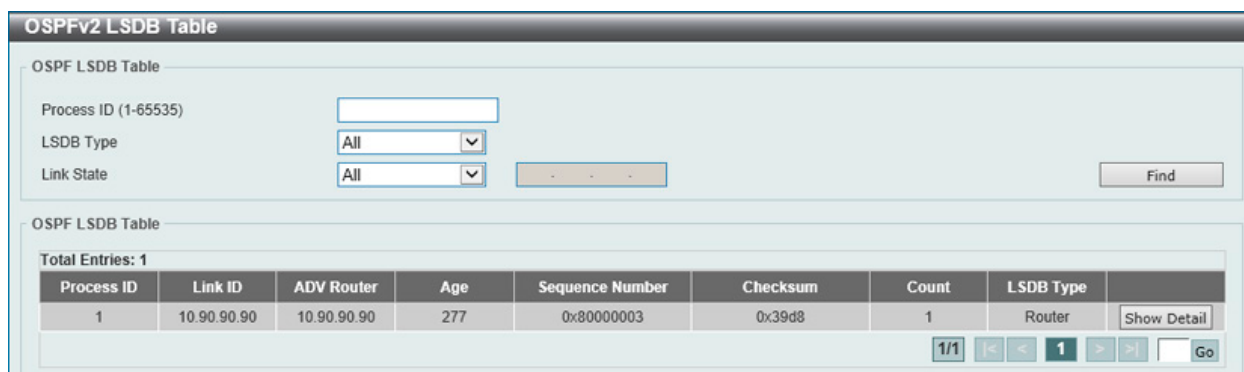 OSPFv2 LSDB Table
OSPF LSDB Table
Process ID (1-65535)
LSDB Type All
Link State All . . . Find
OSPF LSDB Table
Total Entries: 1
Process ID Link ID ADV Router Age Sequence Number Checksum Count LSDB Type
1 10.90.90.90 10.90.90.90 277 0x80000003 0x39d8 1 Router Show Detail
1/1 |< < 1 > >| Go